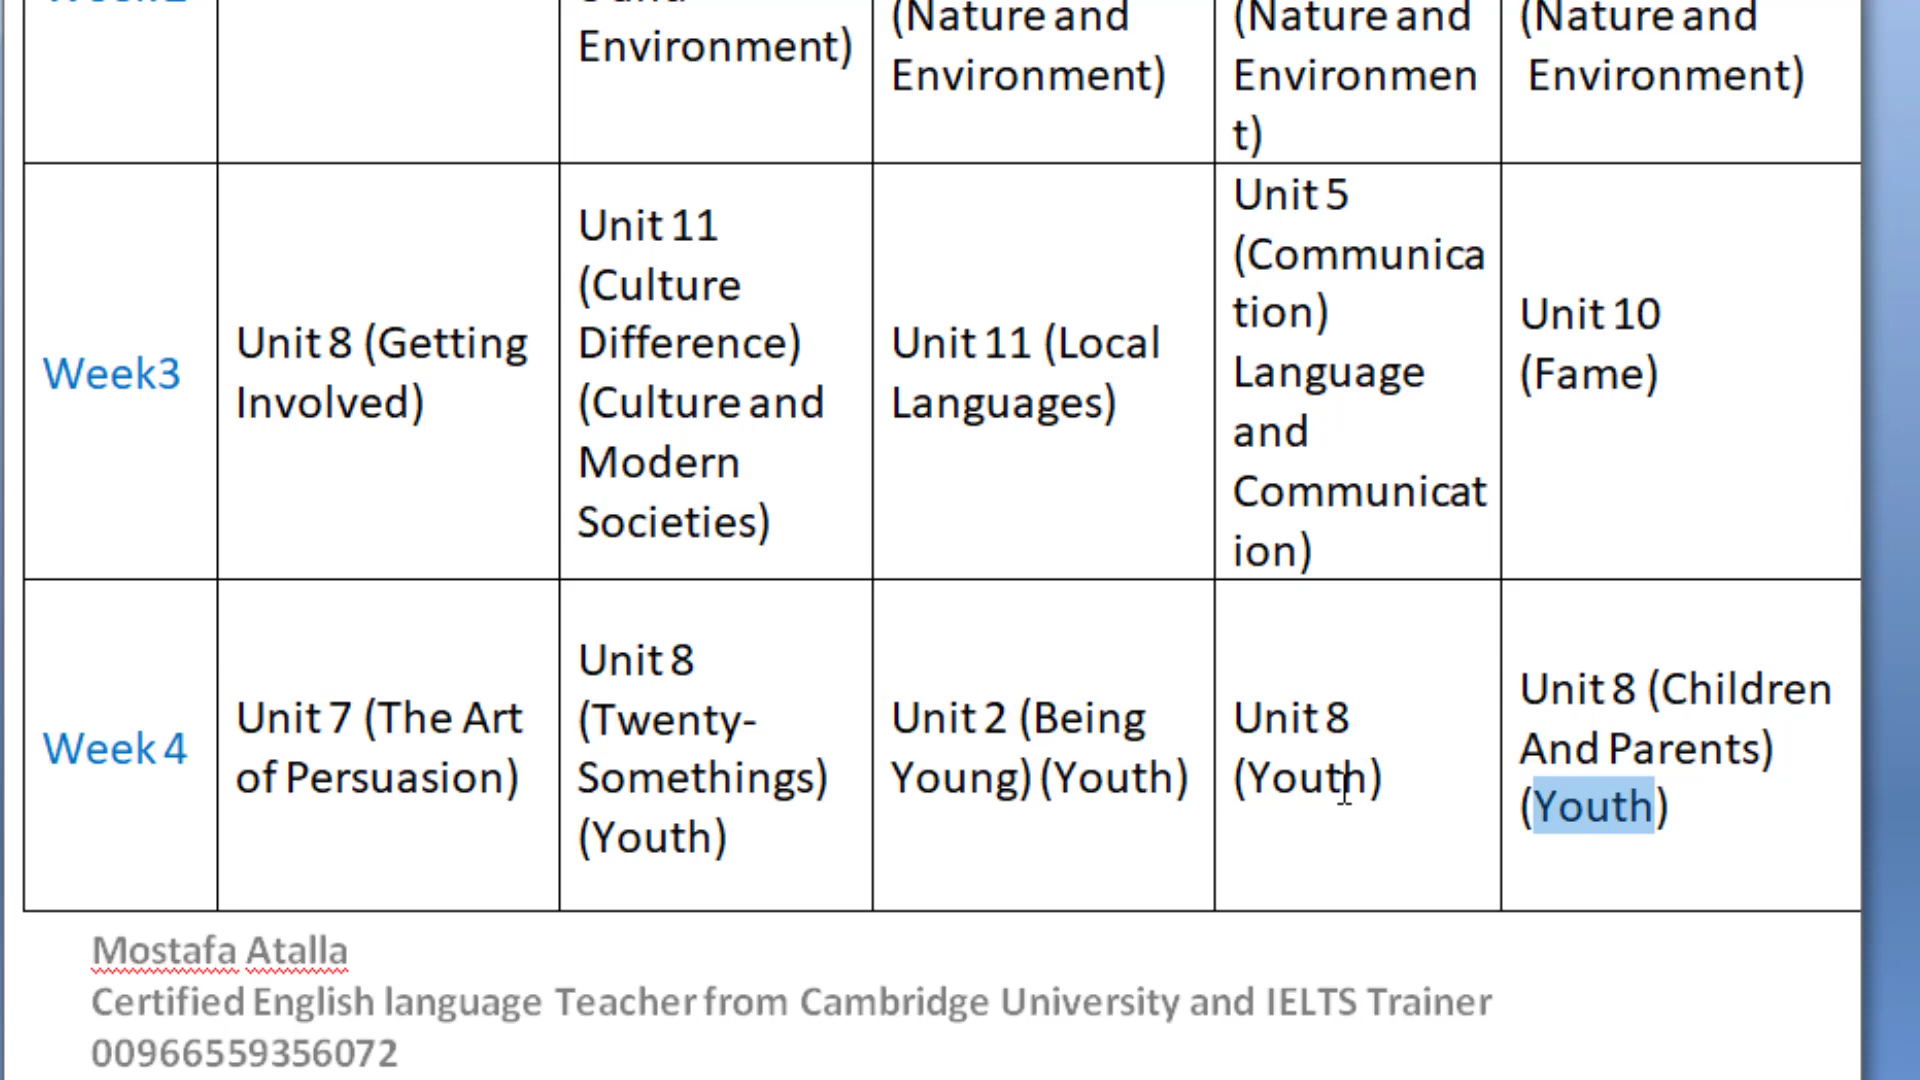 Environment)
(Nature and
Environment)
(Nature and
Environmen
t)
(Nature and
Environment)
Week3
Unit 8 (Getting
Involved)
Unit 11
(Culture
Difference)
(Culture and
Modern
Societies)
Unit 11 (Local
Languages)
Unit 5
(Communica
tion)
Language
and
Communicat
ion)
Unit 10
(Fame)
Week 4
Unit 7 (The Art
of Persuasion)
Unit 8
(Twenty-
Somethings)
(Youth)
Unit 2 (Being
Young) (Youth)
Unit 8
(Youth)
Unit 8 (Children
And Parents)
(Youth)
Mostafa Atalla
Certified English language Teacher from Cambridge University and IELTS Trainer
00966559356072